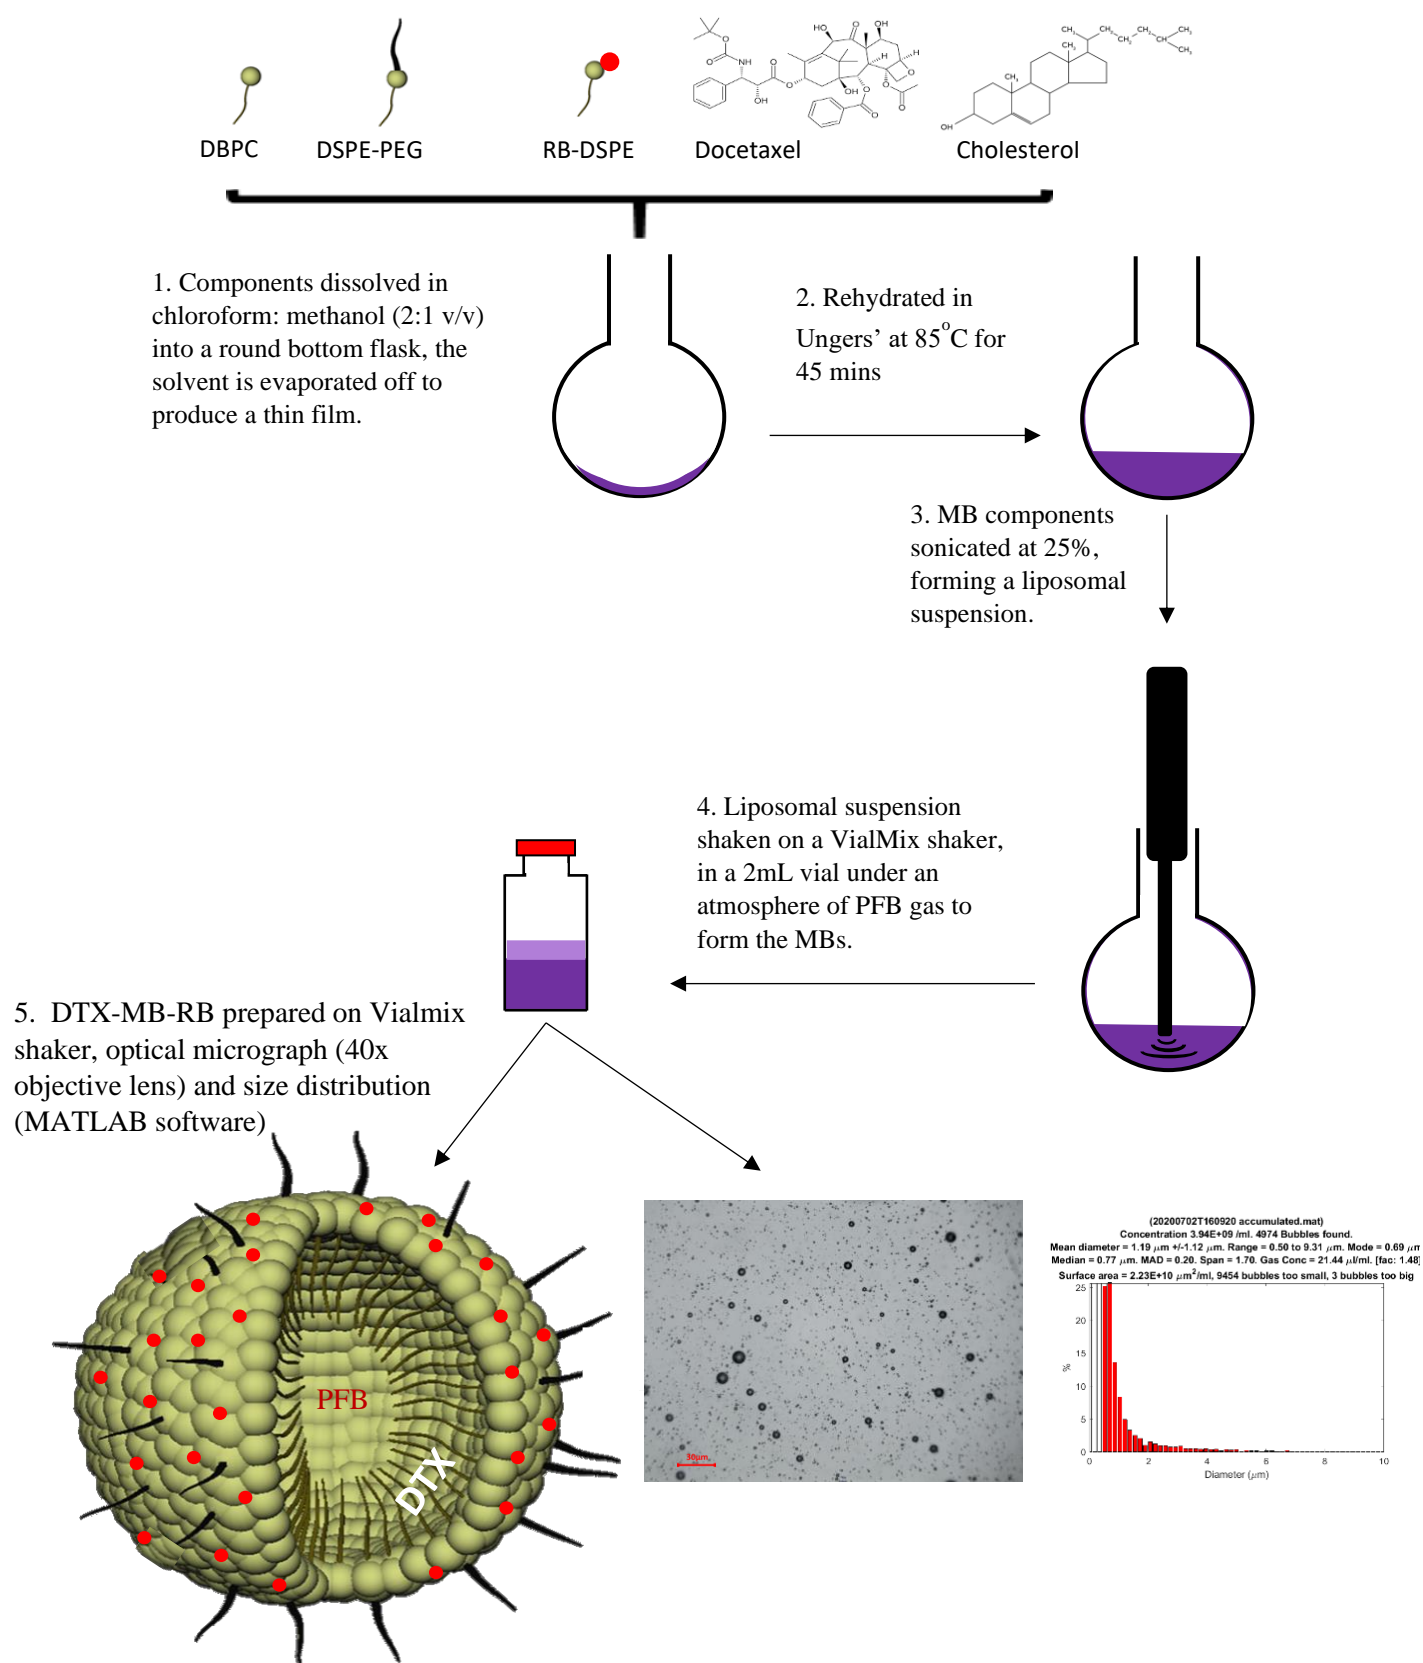 DBPC
DSPE-PEG
RB-DSPE
Docetaxel
Cholesterol
1. Components dissolved in
chloroform: methanol (2:1 v/v)
into a round bottom flask, the
solvent is evaporated off to
produce a thin film.
2. Rehydrated in
Ungers’ at 85°C for
45 mins
3. MB components
sonicated at 25%,
forming a liposomal
suspension.
4. Liposomal suspension
shaken on a VialMix shaker,
in a 2mL vial under an
atmosphere of PFB gas to
form the MBs.
5. DTX-MB-RB prepared on Vialmix
shaker, optical micrograph (40x
objective lens) and size distribution
(MATLAB software)
PFB
DTX
30µm
(20200702T160920 accumulated.mat)
Concentration 3.94E+09 /ml. 4974 Bubbles found.
Mean diameter = 1.19 µm +/-1.12 µm. Range = 0.50 to 9.31 µm. Mode = 0.69 µm
Median = 0.77 µm. MAD = 0.20. Span = 1.70. Gas Conc = 21.44 µl/ml. [fac: 1.48]
Surface area = 2.23E+10 µm²/ml, 9454 bubbles too small, 3 bubbles too big
25
20
15
10
5
0
%
0 2 4 6 8 10
Diameter (µm)